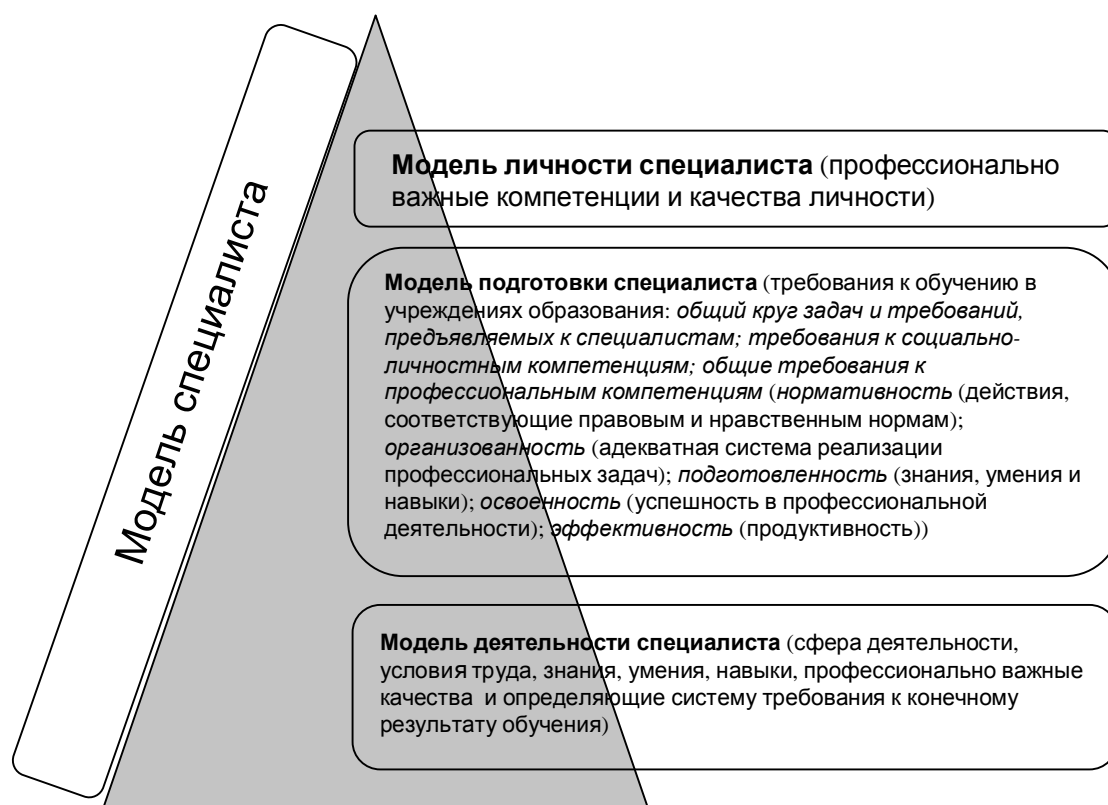 Модель специалиста
Модель личности специалиста (профессионально
важные компетенции и качества личности)
Модель подготовки специалиста (требования к обучению в
учреждениях образования: общий круг задач и требований,
предъявляемых к специалистам; требования к социально-
личностным компетенциям; общие требования к
профессиональным компетенциям (нормативность (действия,
соответствующие правовым и нравственным нормам);
организованность (адекватная система реализации
профессиональных задач); подготовленность (знания, умения и
навыки); освоенность (успешность в профессиональной
деятельности); эффективность (продуктивность))
Модель деятельности специалиста (сфера деятельности,
условия труда, знания, умения, навыки, профессионально важные
качества и определяющие систему требования к конечному
результату обучения)